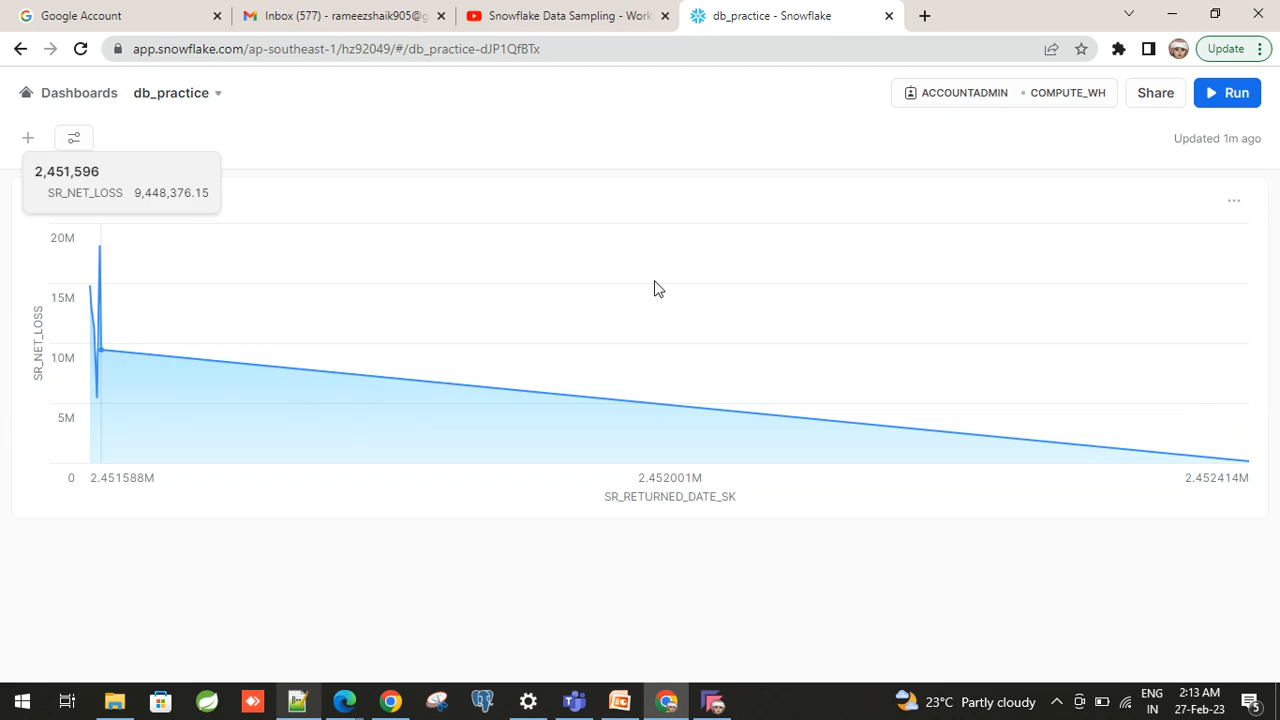 Google Account
Inbox (577) - rameezshaik905@g
Snowflake Data Sampling - Work
db_practice - Snowflake
app.snowflake.com/ap-southeast-1/hz92049/#/db_practice-dJP1QfBTx
Update
Dashboards
db_practice
ACCOUNTADMIN
COMPUTE_WH
Share
Run
Updated 1m ago
2,451,596
SR_NET_LOSS 9,448,376.15
20M
15M
10M
5M
0
SR_NET_LOSS
2.451588M
2.452001M
2.452414M
SR_RETURNED_DATE_SK
23°C Partly cloudy
ENG
IN
2:13 AM
27-Feb-23
5